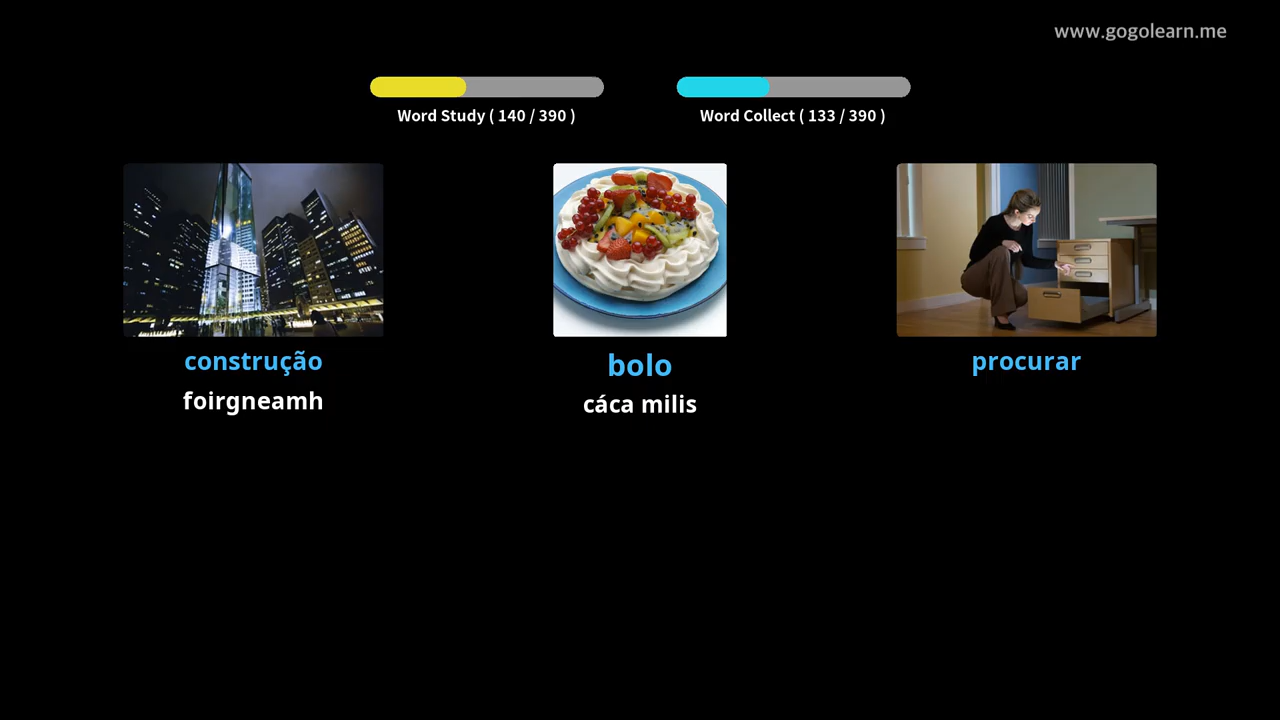 www.gogolearn.me
Word Study ( 140 / 390 )
Word Collect ( 133 / 390 )
construção
foirgneamh
bolo
cáca milis
procurar